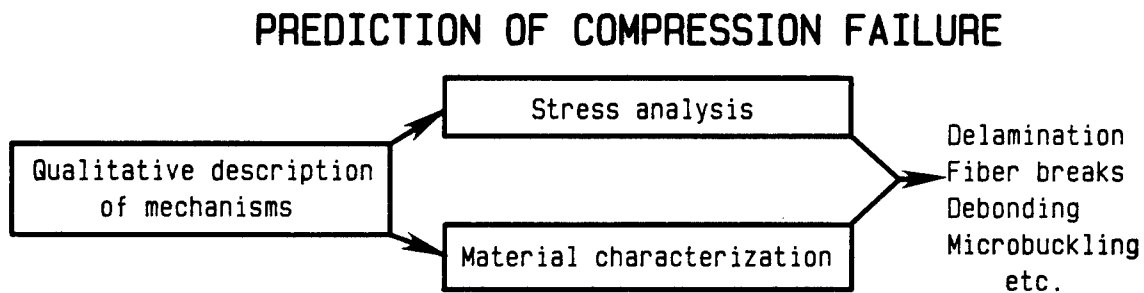 PREDICTION OF COMPRESSION FAILURE
Qualitative description
of mechanisms
Stress analysis
Material characterization
Delamination
Fiber breaks
Debonding
Microbuckling
etc.